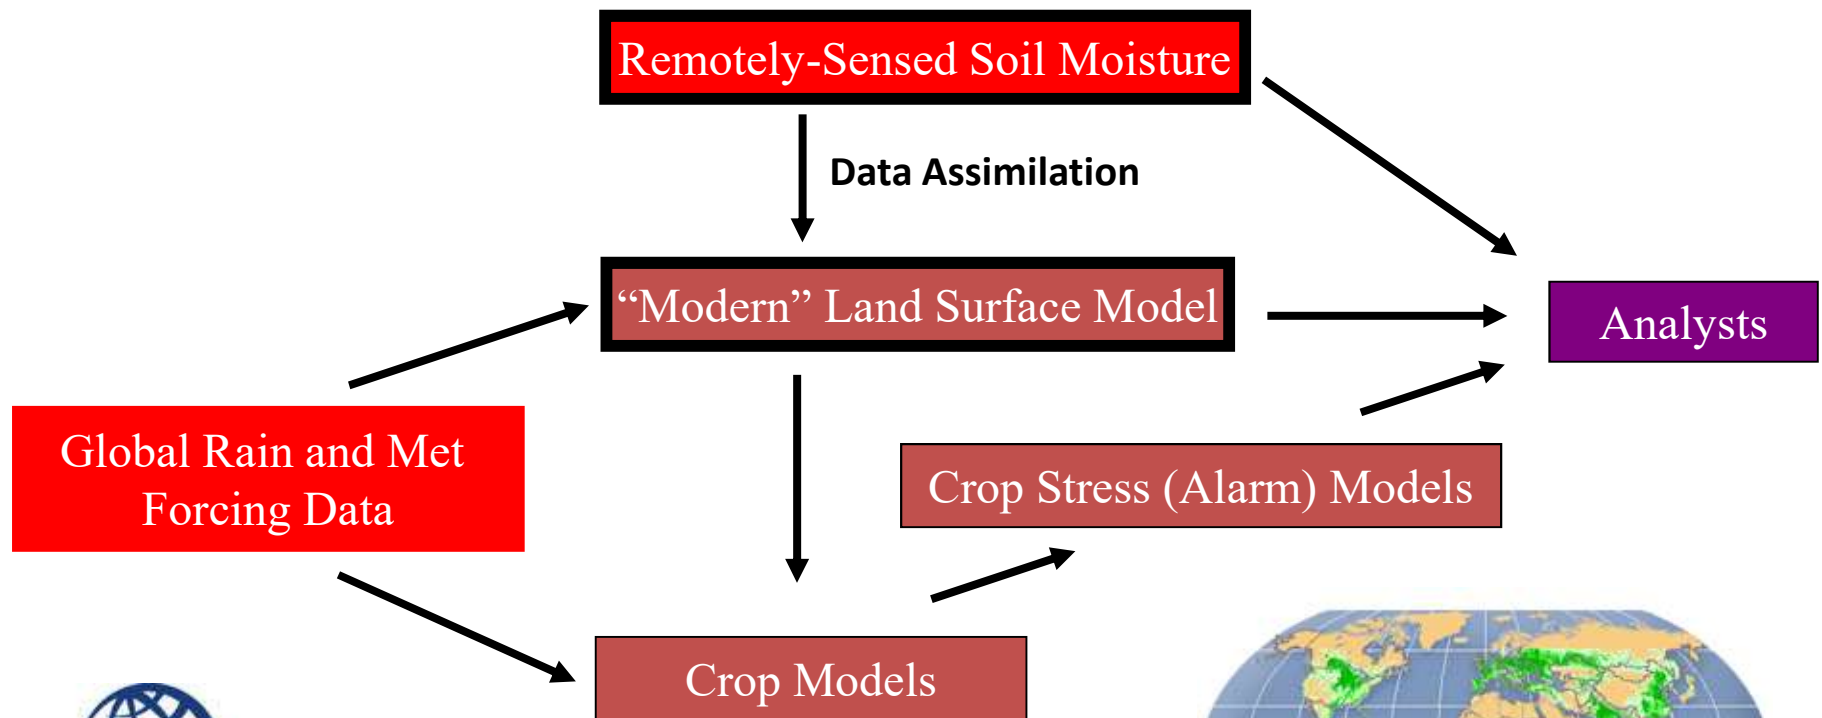 Remotely-Sensed Soil Moisture
Data Assimilation
“Modern” Land Surface Model
Analysts
Global Rain and Met
Forcing Data
Crop Stress (Alarm) Models
Crop Models